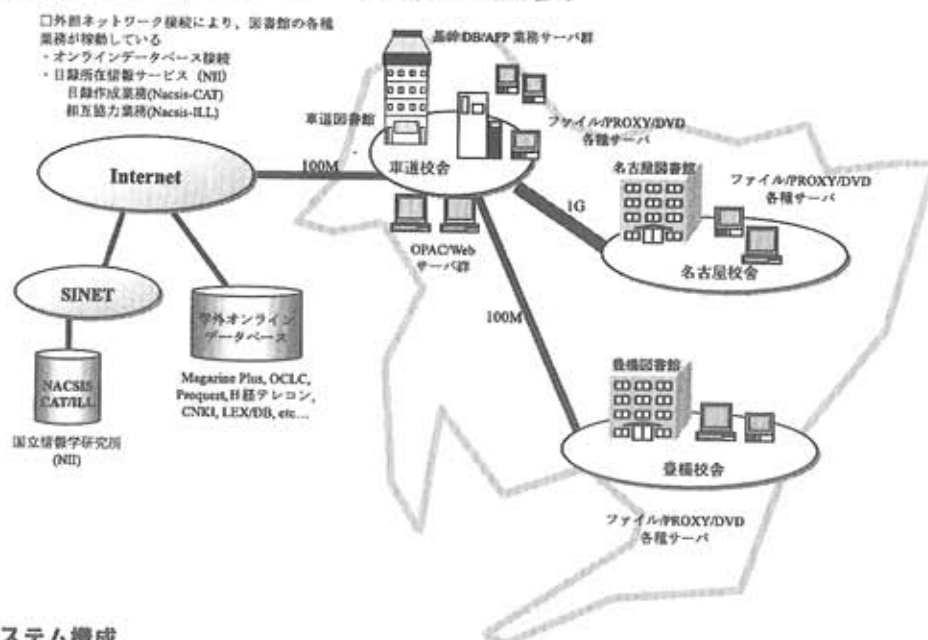 □外部ネットワーク接続により、図書館の各種
業務が稼動している
・オンラインデータベース接続
・目録所在情報サービス (NII)
目録作成業務(Nacsis-CAT)
相互協力業務(Nacsis-ILL)
基幹DB/APP 業務サーバ群
車道図書館
ファイル/PROXY/DVD
各種サーバ
車道校舎
100M
Internet
名古屋図書館
ファイル/PROXY/DVD
各種サーバ
1G
名古屋校舎
OPAC/Web
サーバ群
SINET
学外オンライン
データベース
100M
豊橋図書館
NACSIS
CAT/ILL
Magazine Plus, OCLC,
Proquest, 日経テレコン,
CNKI, LEX/DB, etc...
国立情報学研究所
(NII)
豊橋校舎
ファイル/PROXY/DVD
各種サーバ
ステム構成